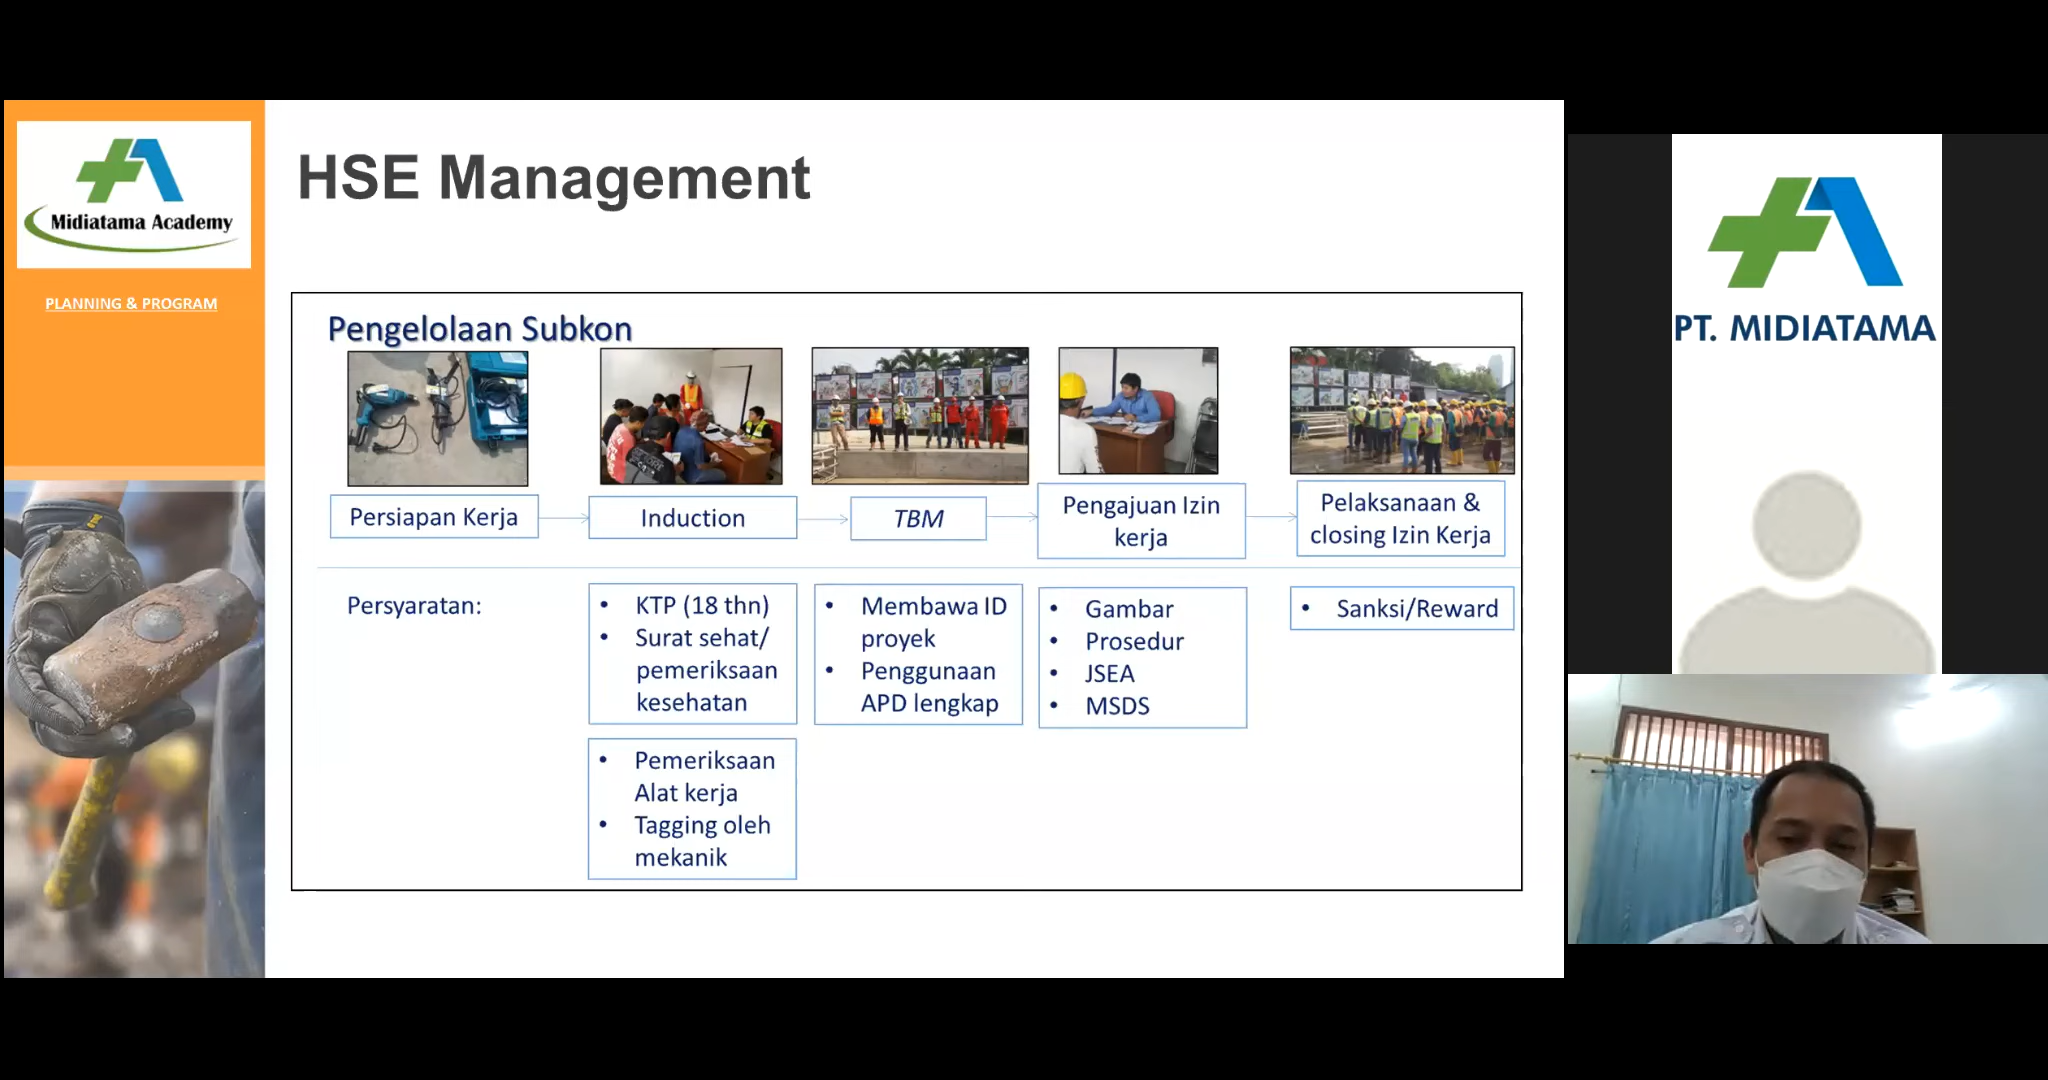 Midiatama Academy
PLANNING & PROGRAM
HSE Management
Pengelolaan Subkon
Persiapan Kerja
Induction
TBM
Pengajuan Izin
kerja
Pelaksanaan &
closing Izin Kerja
Persyaratan:
• KTP (18 thn)
• Surat sehat/
pemeriksaan
kesehatan
• Pemeriksaan
Alat kerja
• Tagging oleh
mekanik
• Membawa ID
proyek
• Penggunaan
APD lengkap
• Gambar
• Prosedur
• JSEA
• MSDS
• Sanksi/Reward
PT. MIDIATAMA